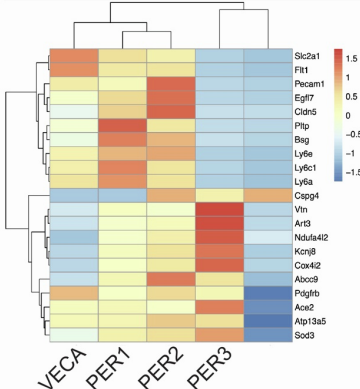 Slc2a1
Flt1
Pecam1
Egfl7
Cldn5
Pltp
Bsg
Ly6e
Ly6c1
Ly6a
Cspg4
Vtn
Art3
Ndufa4l2
Kcnj8
Cox4i2
Abcc9
Pdgfrb
Ace2
Atp13a5
Sod3
1.5
1
0.5
0
-0.5
-1
-1.5
VECA
PER1
PER2
PER3